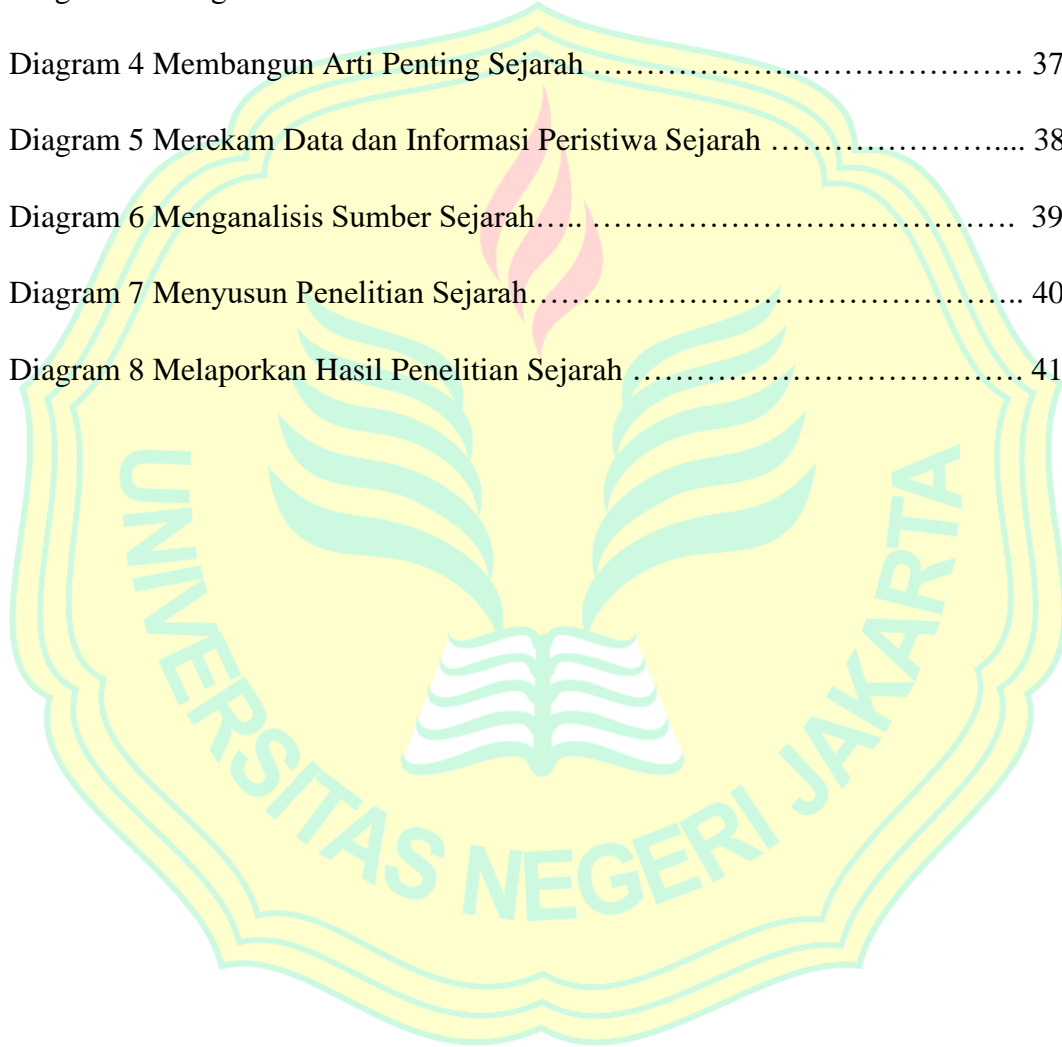 Diagram 4 Membangun Arti Penting Sejarah ………………..………………… 37
Diagram 5 Merekam Data dan Informasi Peristiwa Sejarah ………………….... 38
Diagram 6 Menganalisis Sumber Sejarah….. …………………………………. 39
Diagram 7 Menyusun Penelitian Sejarah……………………………………….. 40
Diagram 8 Melaporkan Hasil Penelitian Sejarah ………………………………. 41
UNIVERSITAS NEGERI JAKARTA